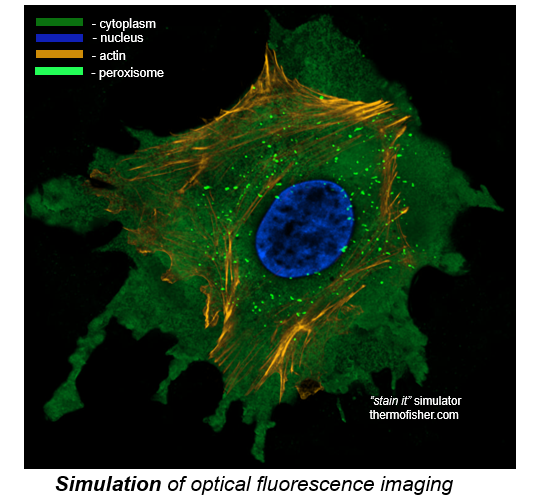 - cytoplasm
- nucleus
- actin
- peroxisome
“stain it” simulator
thermofisher.com
Simulation of optical fluorescence imaging